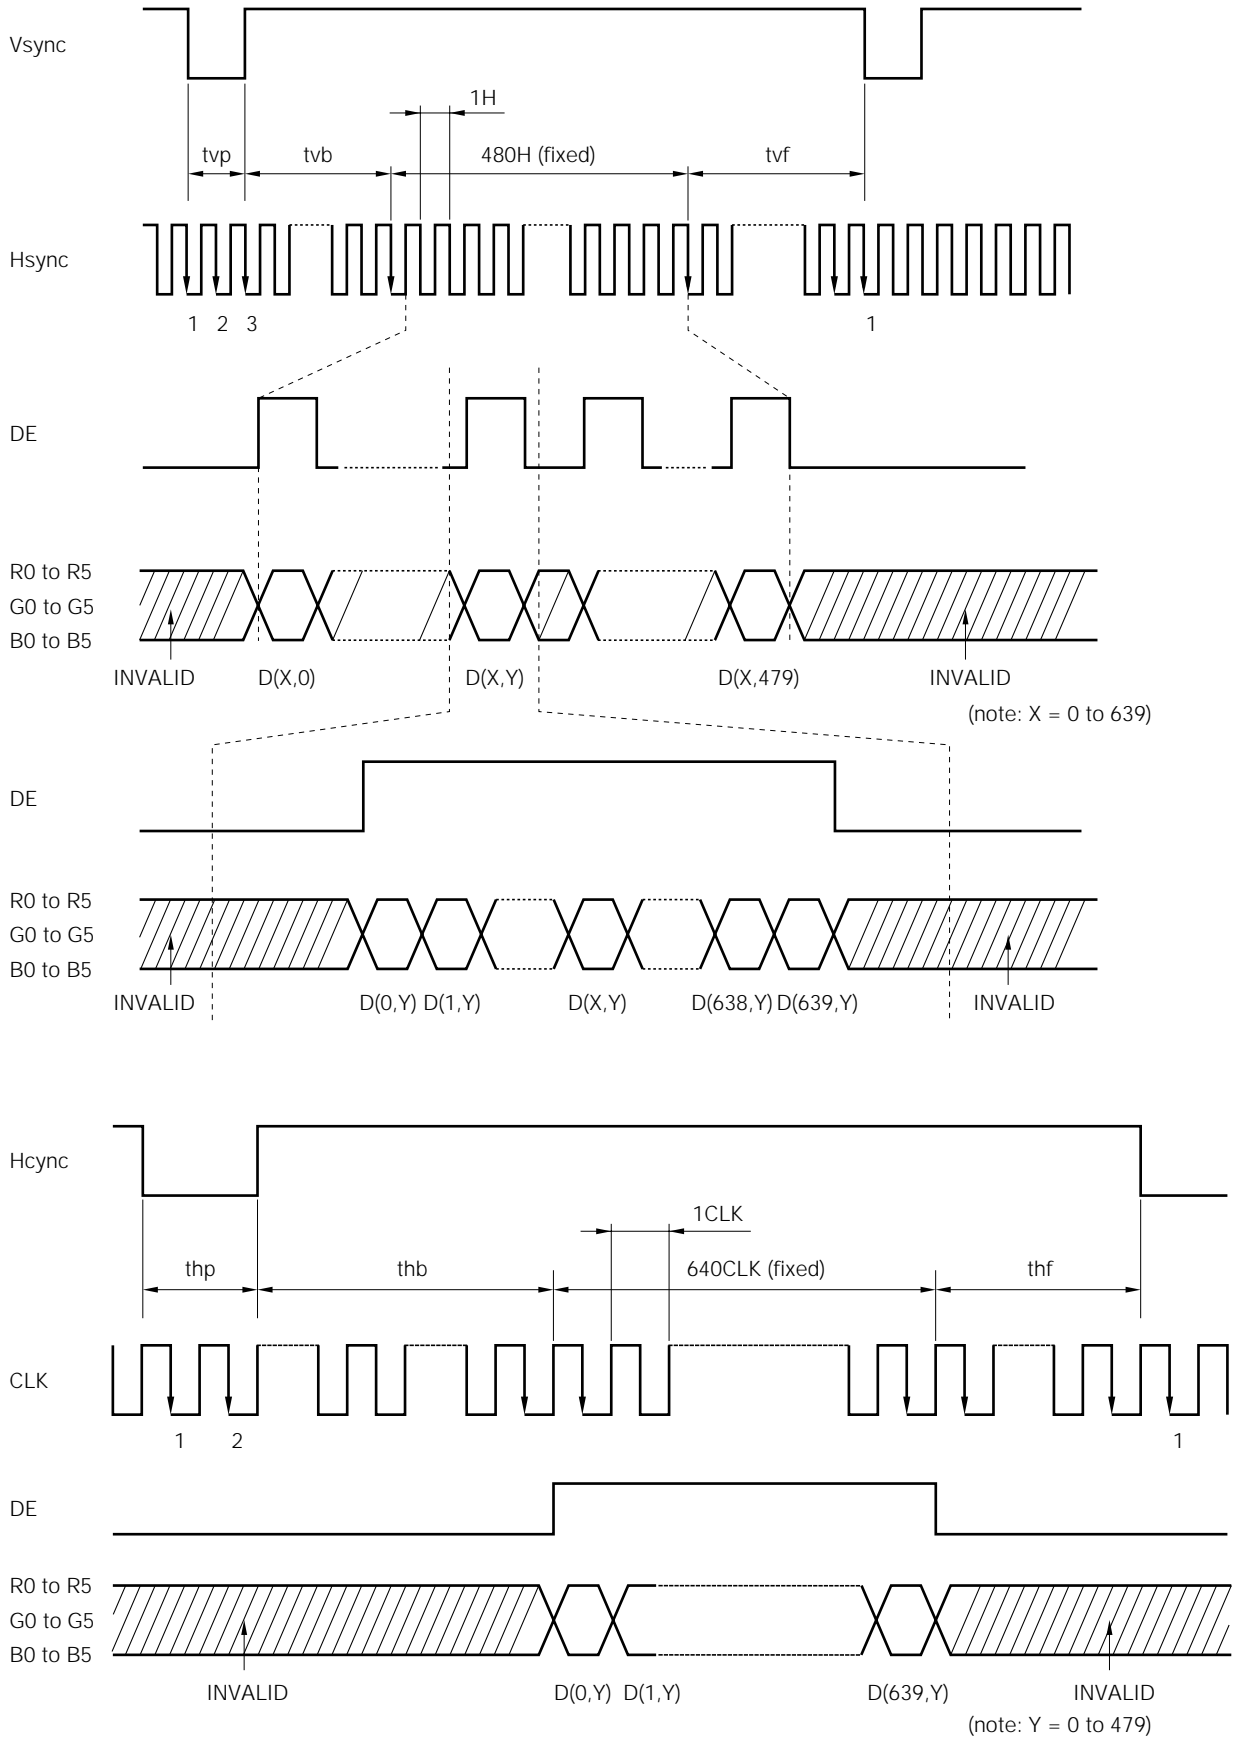 Vsync
1H
tvp tvb 480H (fixed) tvf
Hsync
1 2 3 1
DE
R0 to R5
G0 to G5
B0 to B5
INVALID D(X,0) D(X,Y) D(X,479) INVALID
(note: X = 0 to 639)
DE
R0 to R5
G0 to G5
B0 to B5
INVALID D(0,Y) D(1,Y) D(X,Y) D(638,Y) D(639,Y) INVALID
Hcync
1CLK
thp thb 640CLK (fixed) thf
CLK
1 2 1
DE
R0 to R5
G0 to G5
B0 to B5
INVALID D(0,Y) D(1,Y) D(639,Y) INVALID
(note: Y = 0 to 479)